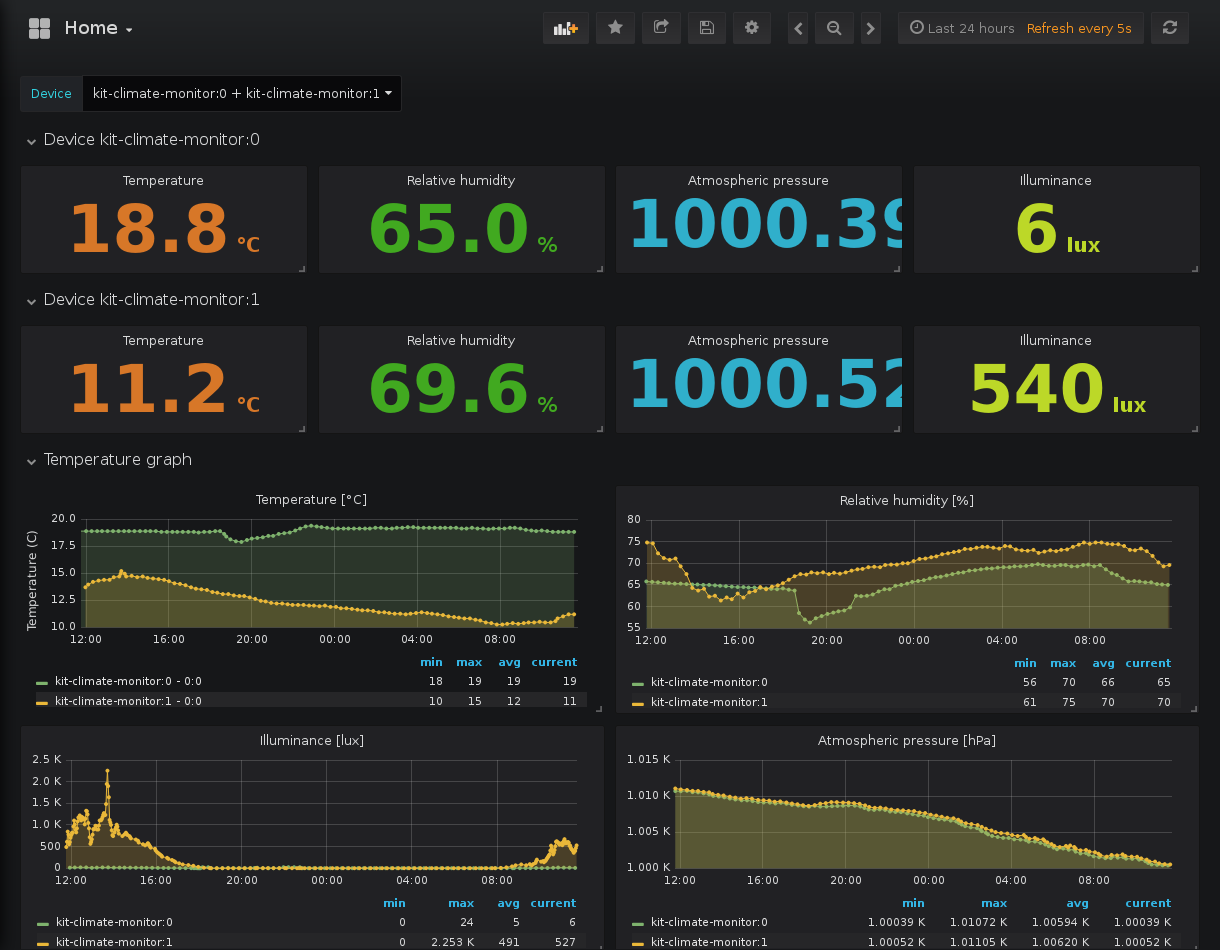 Home
Last 24 hours Refresh every 5s
Device kit-climate-monitor:0 + kit-climate-monitor:1
Device kit-climate-monitor:0
Temperature Relative humidity Atmospheric pressure Illuminance
18.8 °C 65.0 % 1000.39 6 lux
Device kit-climate-monitor:1
Temperature Relative humidity Atmospheric pressure Illuminance
11.2 °C 69.6 % 1000.52 540 lux
Temperature graph
Temperature [°C]
Temperature (C)
20.0
17.5
15.0
12.5
10.0
12:00 16:00 20:00 00:00 04:00 08:00
min max avg current
kit-climate-monitor:0 - 0:0 18 19 19 19
kit-climate-monitor:1 - 0:0 10 15 12 11
Relative humidity [%]
80
75
70
65
60
55
12:00 16:00 20:00 00:00 04:00 08:00
min max avg current
kit-climate-monitor:0 56 70 66 65
kit-climate-monitor:1 61 75 70 70
Illuminance [lux]
2.5 K
2.0 K
1.5 K
1.0 K
500
0
12:00 16:00 20:00 00:00 04:00 08:00
min max avg current
kit-climate-monitor:0 0 24 5 6
kit-climate-monitor:1 0 2.253 K 491 527
Atmospheric pressure [hPa]
1.015 K
1.010 K
1.005 K
1.000 K
12:00 16:00 20:00 00:00 04:00 08:00
min max avg current
kit-climate-monitor:0 1.00039 K 1.01072 K 1.00594 K 1.00039 K
kit-climate-monitor:1 1.00052 K 1.01105 K 1.00620 K 1.00052 K